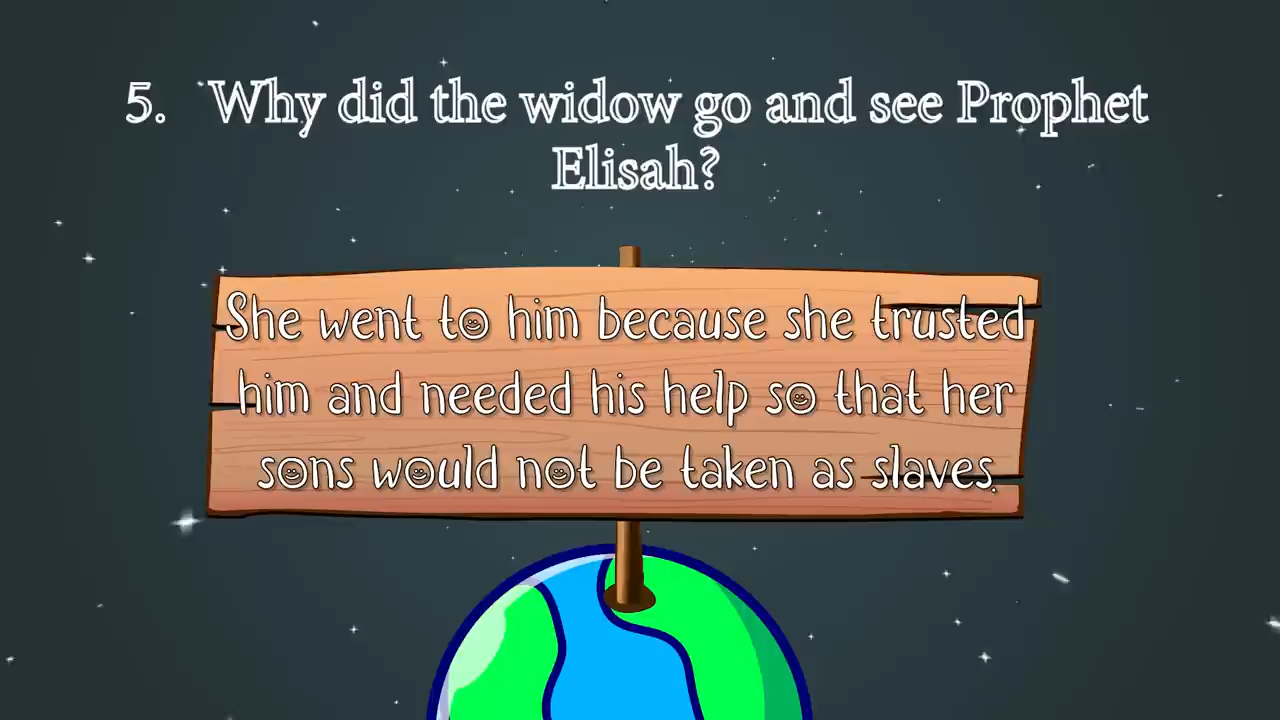 5. Why did the widow go and see Prophet
Elisah?
She went to him because she trusted
him and needed his help so that her
sons would not be taken as slaves.